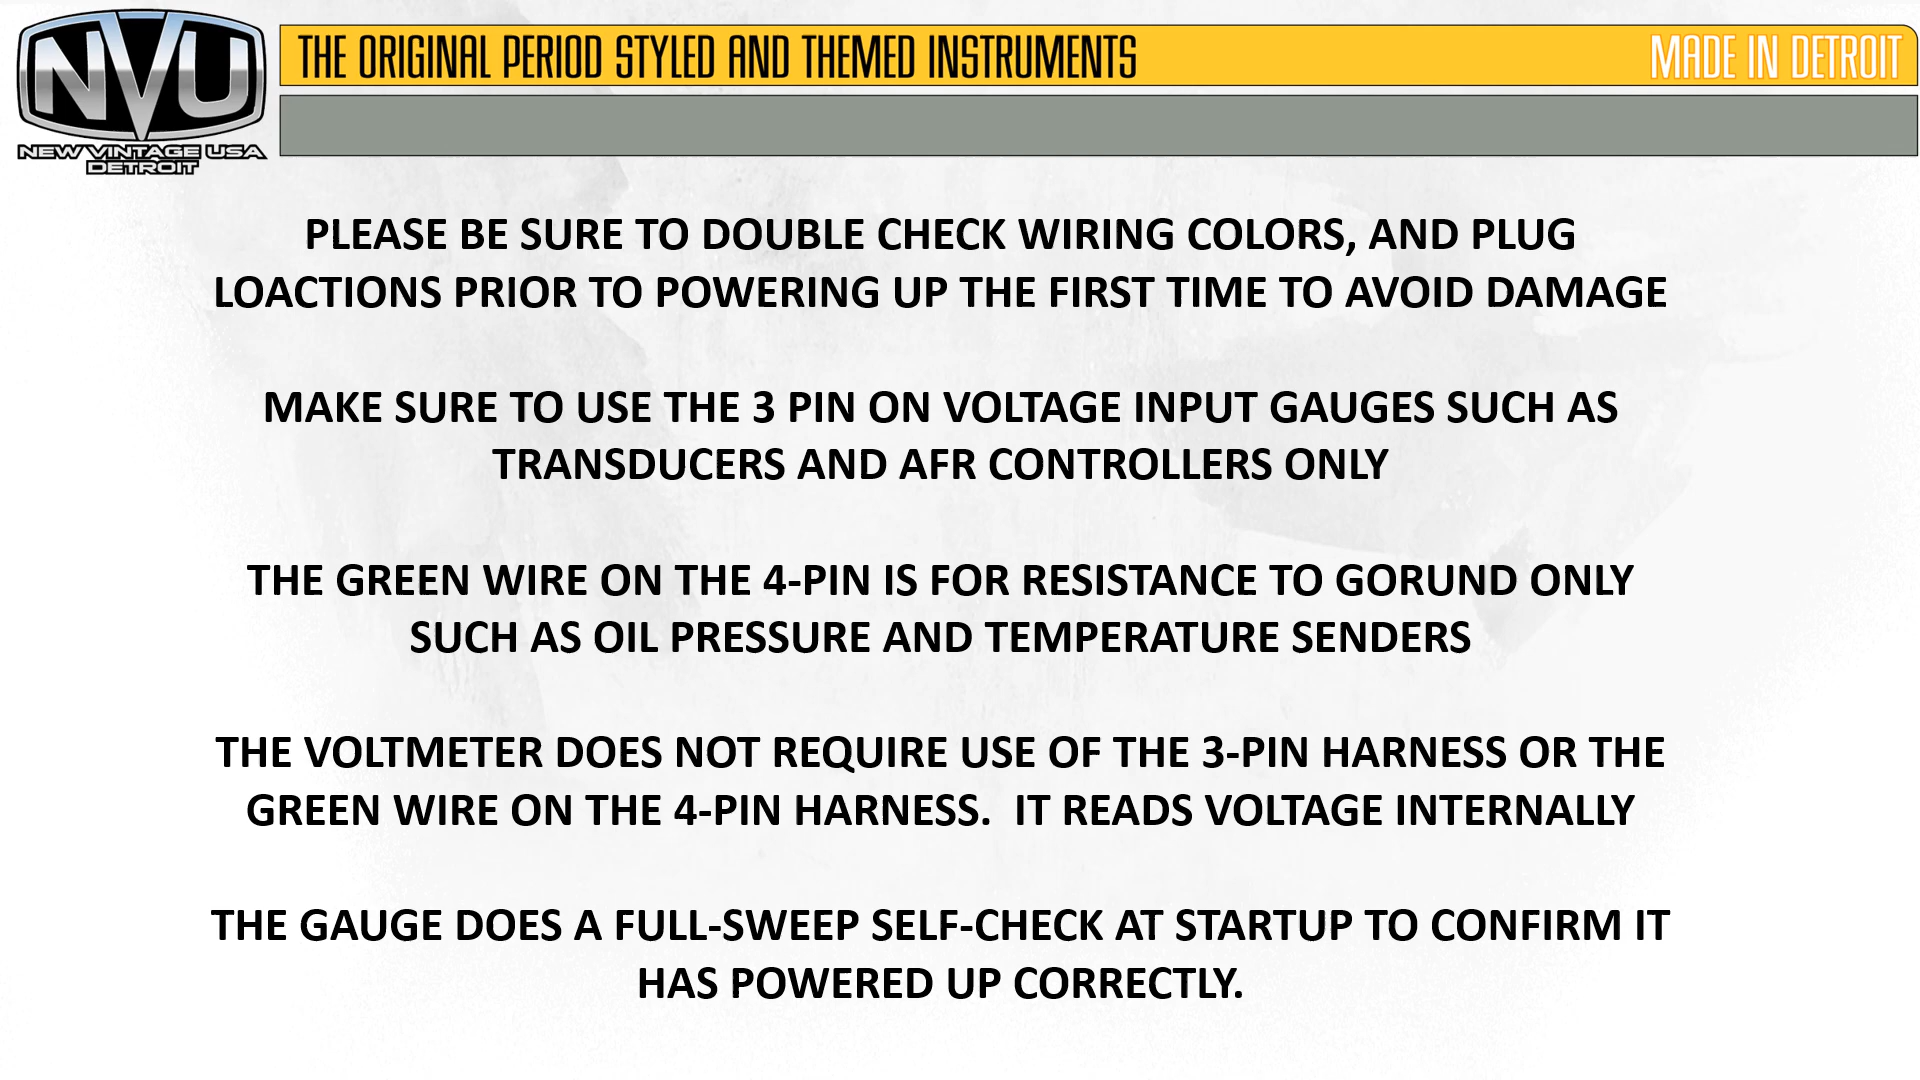 NVU
NEW VINTAGE USA
DETROIT
THE ORIGINAL PERIOD STYLED AND THEMED INSTRUMENTS
MADE IN DETROIT
PLEASE BE SURE TO DOUBLE CHECK WIRING COLORS, AND PLUG
LOACTIONS PRIOR TO POWERING UP THE FIRST TIME TO AVOID DAMAGE
MAKE SURE TO USE THE 3 PIN ON VOLTAGE INPUT GAUGES SUCH AS
TRANSDUCERS AND AFR CONTROLLERS ONLY
THE GREEN WIRE ON THE 4-PIN IS FOR RESISTANCE TO GORUND ONLY
SUCH AS OIL PRESSURE AND TEMPERATURE SENDERS
THE VOLTMETER DOES NOT REQUIRE USE OF THE 3-PIN HARNESS OR THE
GREEN WIRE ON THE 4-PIN HARNESS.  IT READS VOLTAGE INTERNALLY
THE GAUGE DOES A FULL-SWEEP SELF-CHECK AT STARTUP TO CONFIRM IT
HAS POWERED UP CORRECTLY.